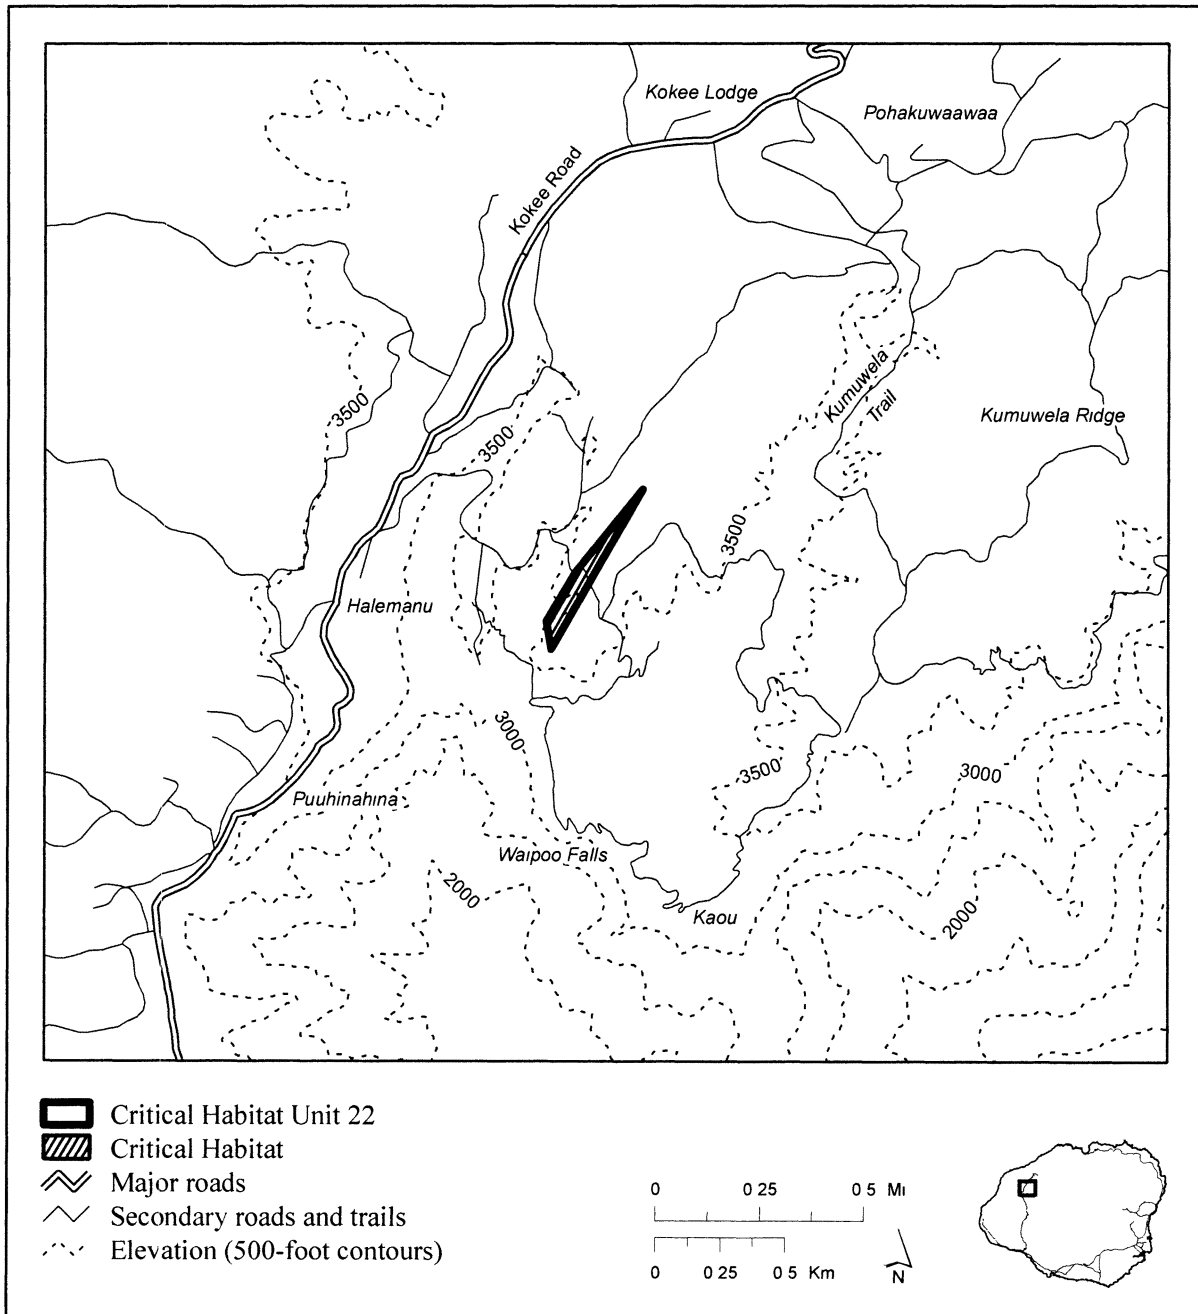 Kokee Lodge
Pohakuwaawaa
Kokee Road
3500
Kumuwela
Trail
Kumuwela Ridge
3500
3500
Halemanu
3000
3500
3000
Puuhinahina
Waipoo Falls
2000
Kaou
2000
Critical Habitat Unit 22
Critical Habitat
Major roads
Secondary roads and trails
Elevation (500-foot contours)
0 0 25 0 5 Mi
0 0 25 0 5 Km
N